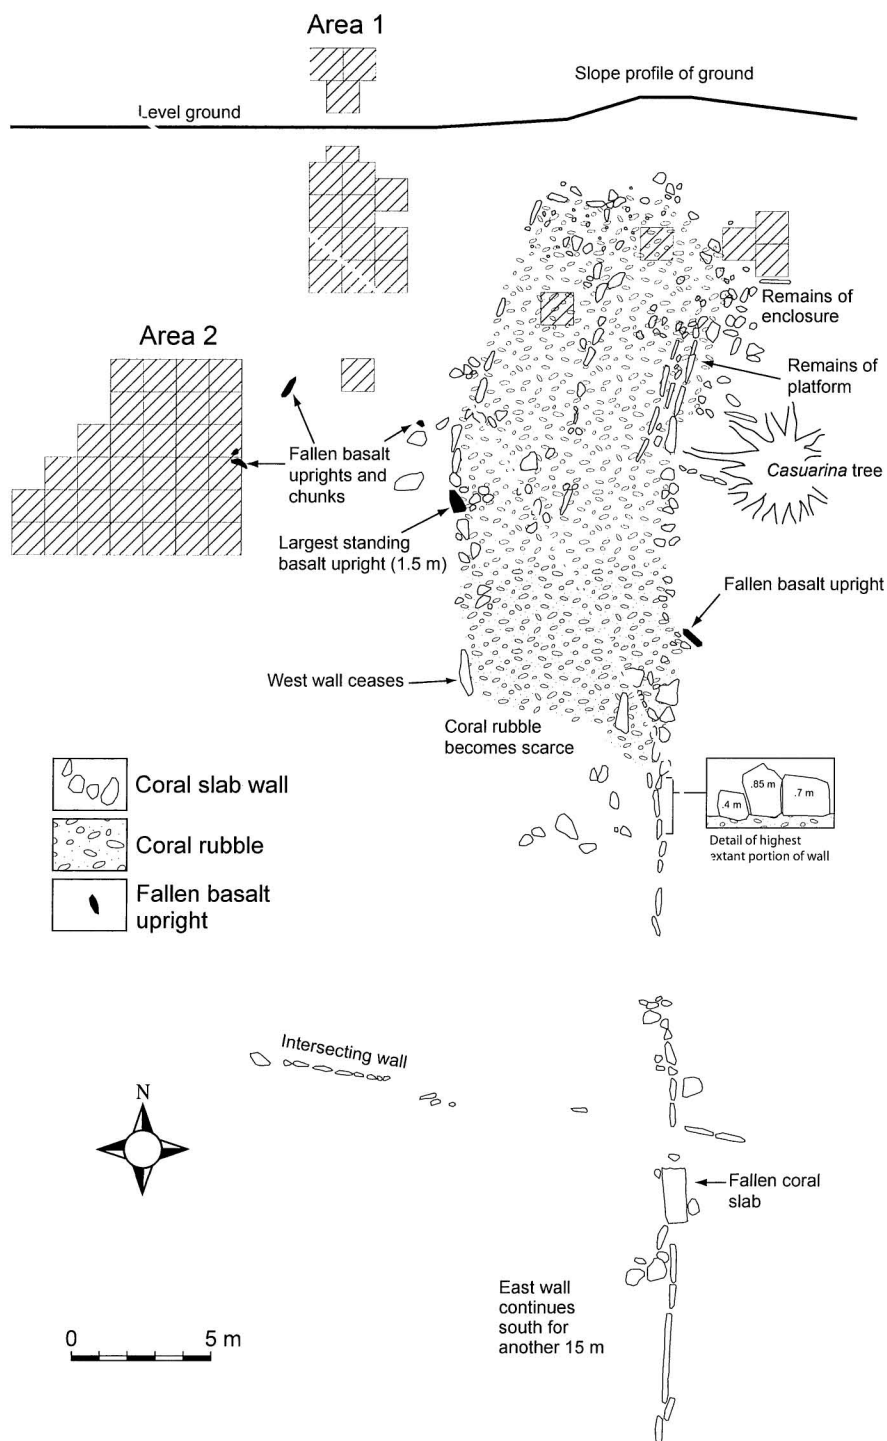 Area 1
Slope profile of ground
Level ground
Remains of
enclosure
Area 2
Remains of
platform
Fallen basalt
uprights and
chunks
Casuarina tree
Largest standing
basalt upright (1.5 m)
Fallen basalt upright
West wall ceases
Coral rubble
becomes scarce
Coral slab wall
.4 m
.85 m
.7 m
Coral rubble
Detail of highest
extant portion of wall
Fallen basalt
upright
Intersecting wall
N
Fallen coral
slab
East wall
continues
south for
another 15 m
0 5 m